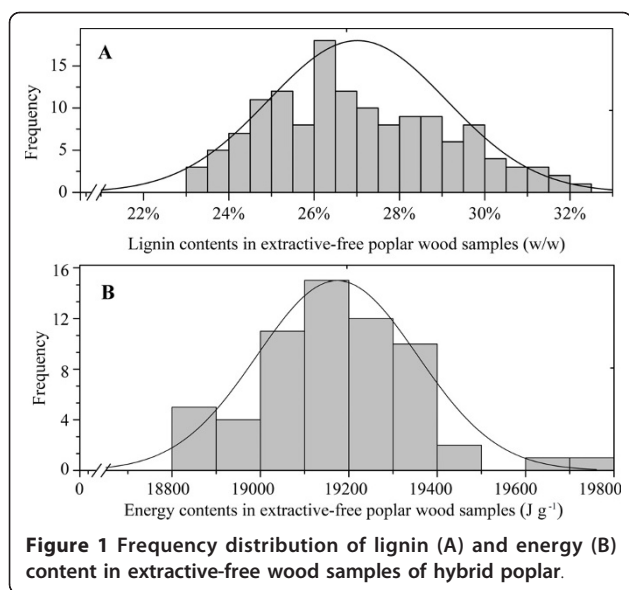 A
Frequency
15
10
5
0
22% 24% 26% 28% 30% 32%
Lignin contents in extractive-free poplar wood samples (w/w)
B
Frequency
16
12
8
4
0
0 18800 19000 19200 19400 19600 19800
Energy contents in extractive-free poplar wood samples (J g⁻¹)
Figure 1 Frequency distribution of lignin (A) and energy (B)
content in extractive-free wood samples of hybrid poplar.